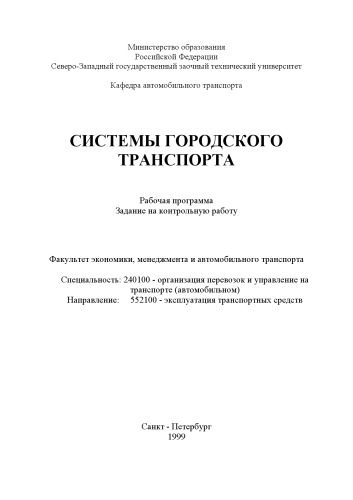 Министерство образования
Российской Федерации
Северо-Западный государственный заочный технический университет
Кафедра автомобильного транспорта
СИСТЕМЫ ГОРОДСКОГО
ТРАНСПОРТА
Рабочая программа
Задание на контрольную работу
Факультет экономики, менеджмента и автомобильного транспорта
Специальность: 240100 - организация перевозок и управление на
транспорте (автомобильном)
Направление: 552100 - эксплуатация транспортных средств
Санкт - Петербург
1999